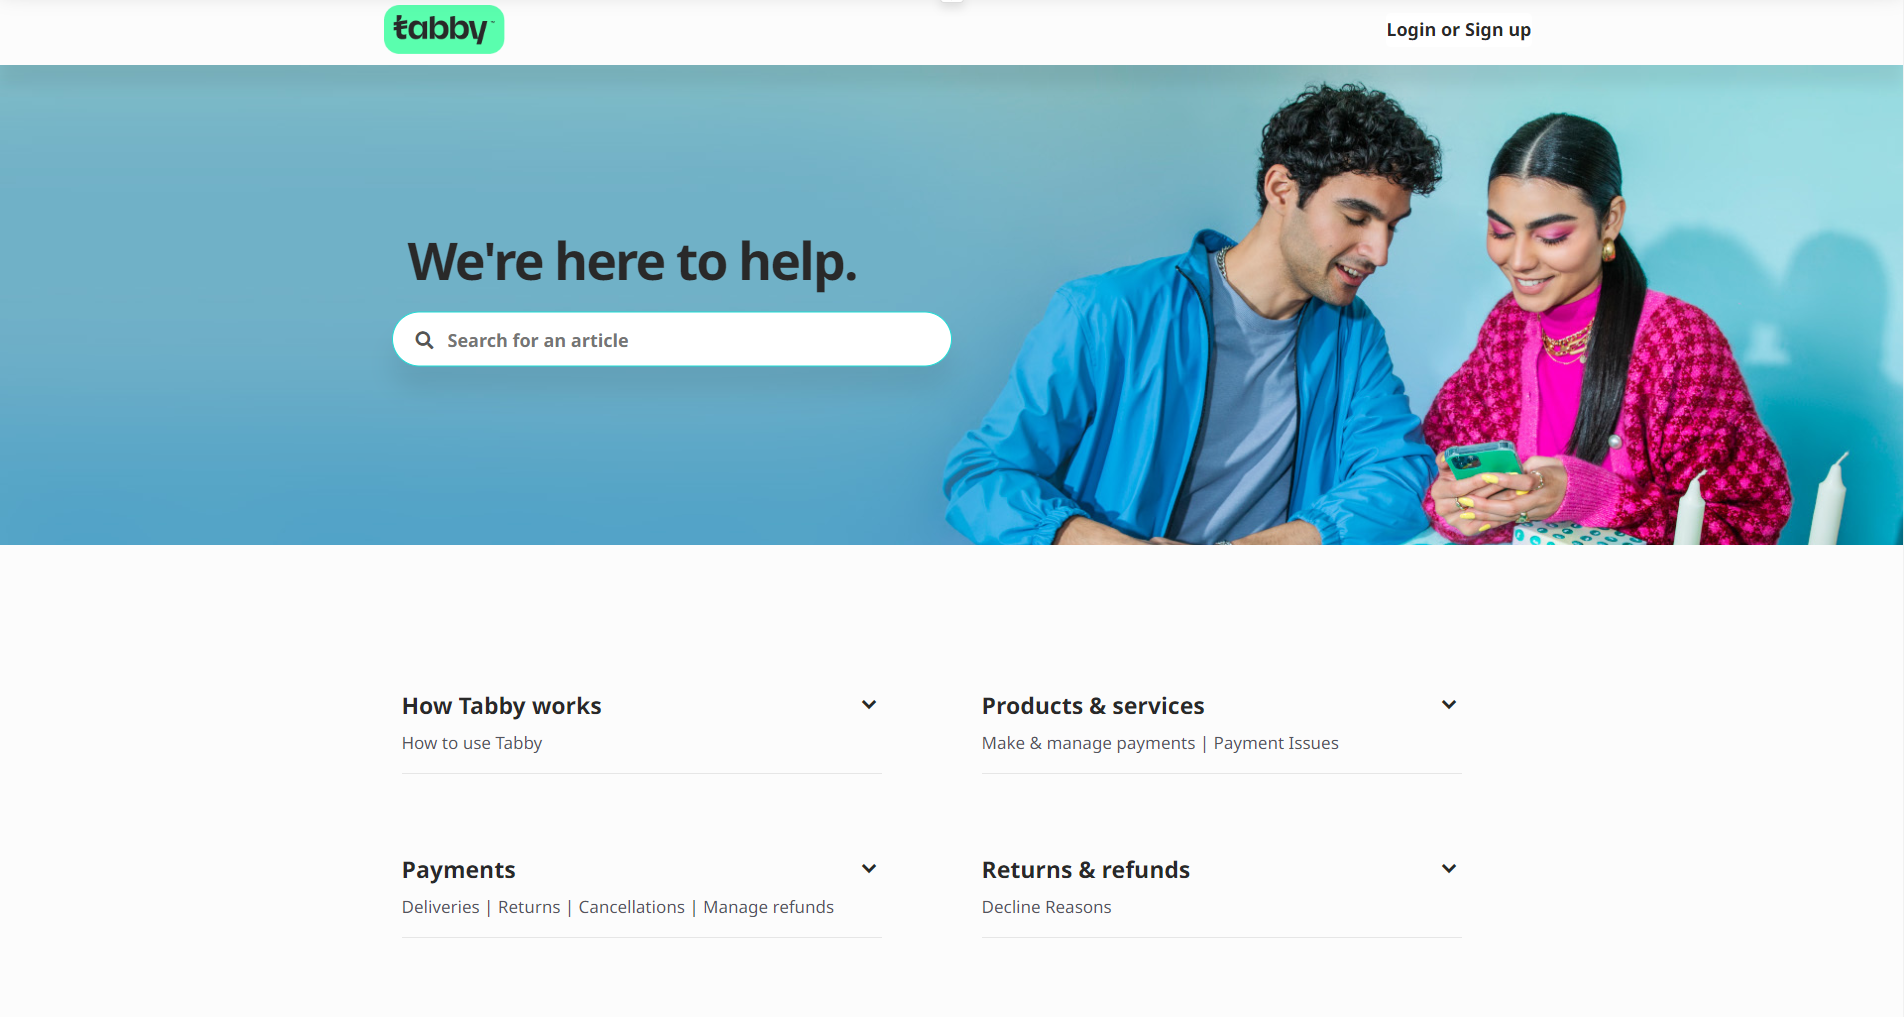 tabby
Login or Sign up
We're here to help.
Search for an article
How Tabby works
How to use Tabby
Products & services
Make & manage payments | Payment Issues
Payments
Deliveries | Returns | Cancellations | Manage refunds
Returns & refunds
Decline Reasons